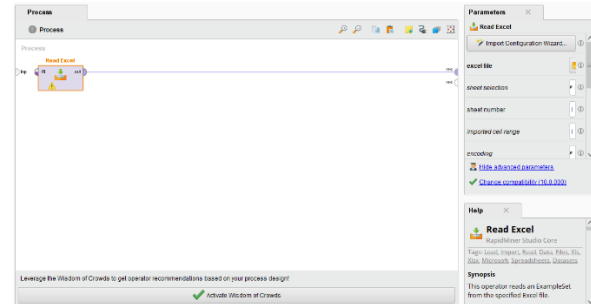 Process
Process
Process
Read Excel
inp
fil
out
res
res
Leverage the Wisdom of Crowds to get operator recommendations based on your process design!
Activate Wisdom of Crowds
Parameters
Read Excel
Import Configuration Wizard...
excel file
sheet selection
sheet number
imported cell range
encoding
Hide advanced parameters
Change compatibility (10.0.000)
Help
Read Excel
RapidMiner Studio Core
Tags: Load, Import, Read, Data, Files, Xls,
Xlsx, Microsoft, Spreadsheets, Datasets
Synopsis
This operator reads an ExampleSet
from the specified Excel file.